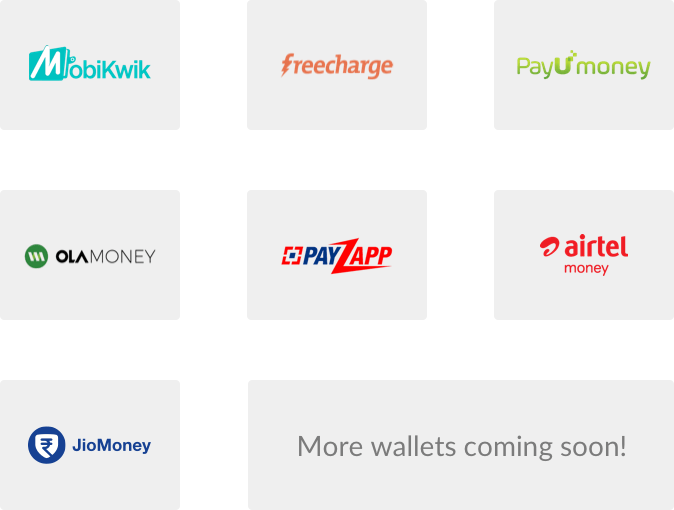 MobiKwik
freecharge
PayUmoney
OLAMONEY
PAYZAPP
airtel
money
₹ JioMoney
More wallets coming soon!